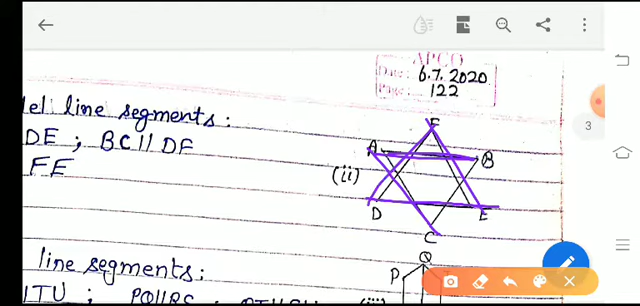 APCO
Date: 6.7.2020
Page: 122
3
lel line segments:
DE ; BC || DF
FE
(ii)
F
A
B
D
E
C
line segments:
Q
P
|| TU ; PQ || RS ;